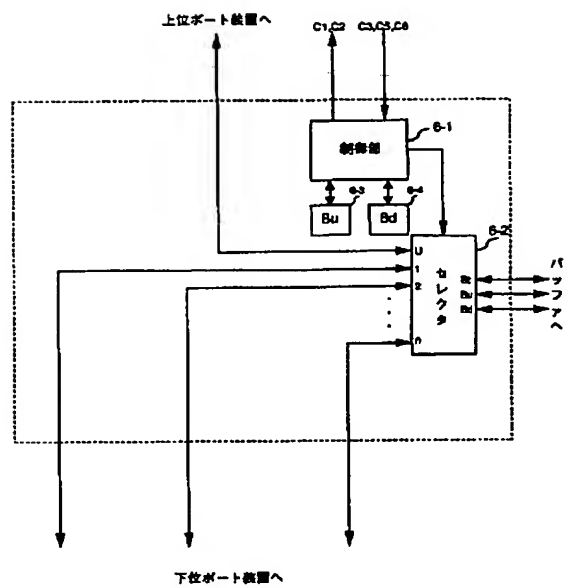 上位ポート装置へ
C1,C2
C3,C5,C6
制御部
6-1
6-3
6-4
Bu
Bd
6-2
U
1
2
n
セレクタ
Bu
Bd
バッファへ
下位ポート装置へ